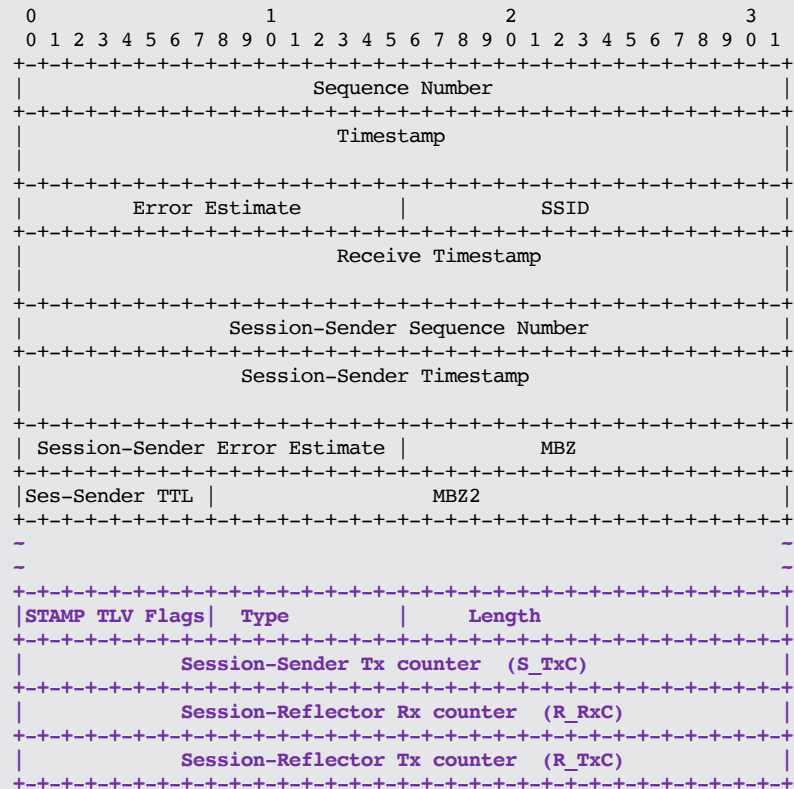 0                   1                   2                   3
 0 1 2 3 4 5 6 7 8 9 0 1 2 3 4 5 6 7 8 9 0 1 2 3 4 5 6 7 8 9 0 1
+-+-+-+-+-+-+-+-+-+-+-+-+-+-+-+-+-+-+-+-+-+-+-+-+-+-+-+-+-+-+-+-+
|                        Sequence Number                        |
+-+-+-+-+-+-+-+-+-+-+-+-+-+-+-+-+-+-+-+-+-+-+-+-+-+-+-+-+-+-+-+-+
|                          Timestamp                            |
|                                                               |
+-+-+-+-+-+-+-+-+-+-+-+-+-+-+-+-+-+-+-+-+-+-+-+-+-+-+-+-+-+-+-+-+
|         Error Estimate        |           SSID                |
+-+-+-+-+-+-+-+-+-+-+-+-+-+-+-+-+-+-+-+-+-+-+-+-+-+-+-+-+-+-+-+-+
|                          Receive Timestamp                    |
|                                                               |
+-+-+-+-+-+-+-+-+-+-+-+-+-+-+-+-+-+-+-+-+-+-+-+-+-+-+-+-+-+-+-+-+
|                 Session-Sender Sequence Number                |
+-+-+-+-+-+-+-+-+-+-+-+-+-+-+-+-+-+-+-+-+-+-+-+-+-+-+-+-+-+-+-+-+
|                  Session-Sender Timestamp                     |
|                                                               |
+-+-+-+-+-+-+-+-+-+-+-+-+-+-+-+-+-+-+-+-+-+-+-+-+-+-+-+-+-+-+-+-+
| Session-Sender Error Estimate |           MBZ                 |
+-+-+-+-+-+-+-+-+-+-+-+-+-+-+-+-+-+-+-+-+-+-+-+-+-+-+-+-+-+-+-+-+
|Ses-Sender TTL |                  MBZ2                         |
+-+-+-+-+-+-+-+-+-+-+-+-+-+-+-+-+-+-+-+-+-+-+-+-+-+-+-+-+-+-+-+-+
~                                                               ~
~                                                               ~
+-+-+-+-+-+-+-+-+-+-+-+-+-+-+-+-+-+-+-+-+-+-+-+-+-+-+-+-+-+-+-+-+
|STAMP TLV Flags|  Type         |     Length                    |
+-+-+-+-+-+-+-+-+-+-+-+-+-+-+-+-+-+-+-+-+-+-+-+-+-+-+-+-+-+-+-+-+
|             Session-Sender Tx counter  (S_TxC)                |
+-+-+-+-+-+-+-+-+-+-+-+-+-+-+-+-+-+-+-+-+-+-+-+-+-+-+-+-+-+-+-+-+
|             Session-Reflector Rx counter  (R_RxC)             |
+-+-+-+-+-+-+-+-+-+-+-+-+-+-+-+-+-+-+-+-+-+-+-+-+-+-+-+-+-+-+-+-+
|             Session-Reflector Tx counter  (R_TxC)             |
+-+-+-+-+-+-+-+-+-+-+-+-+-+-+-+-+-+-+-+-+-+-+-+-+-+-+-+-+-+-+-+-+